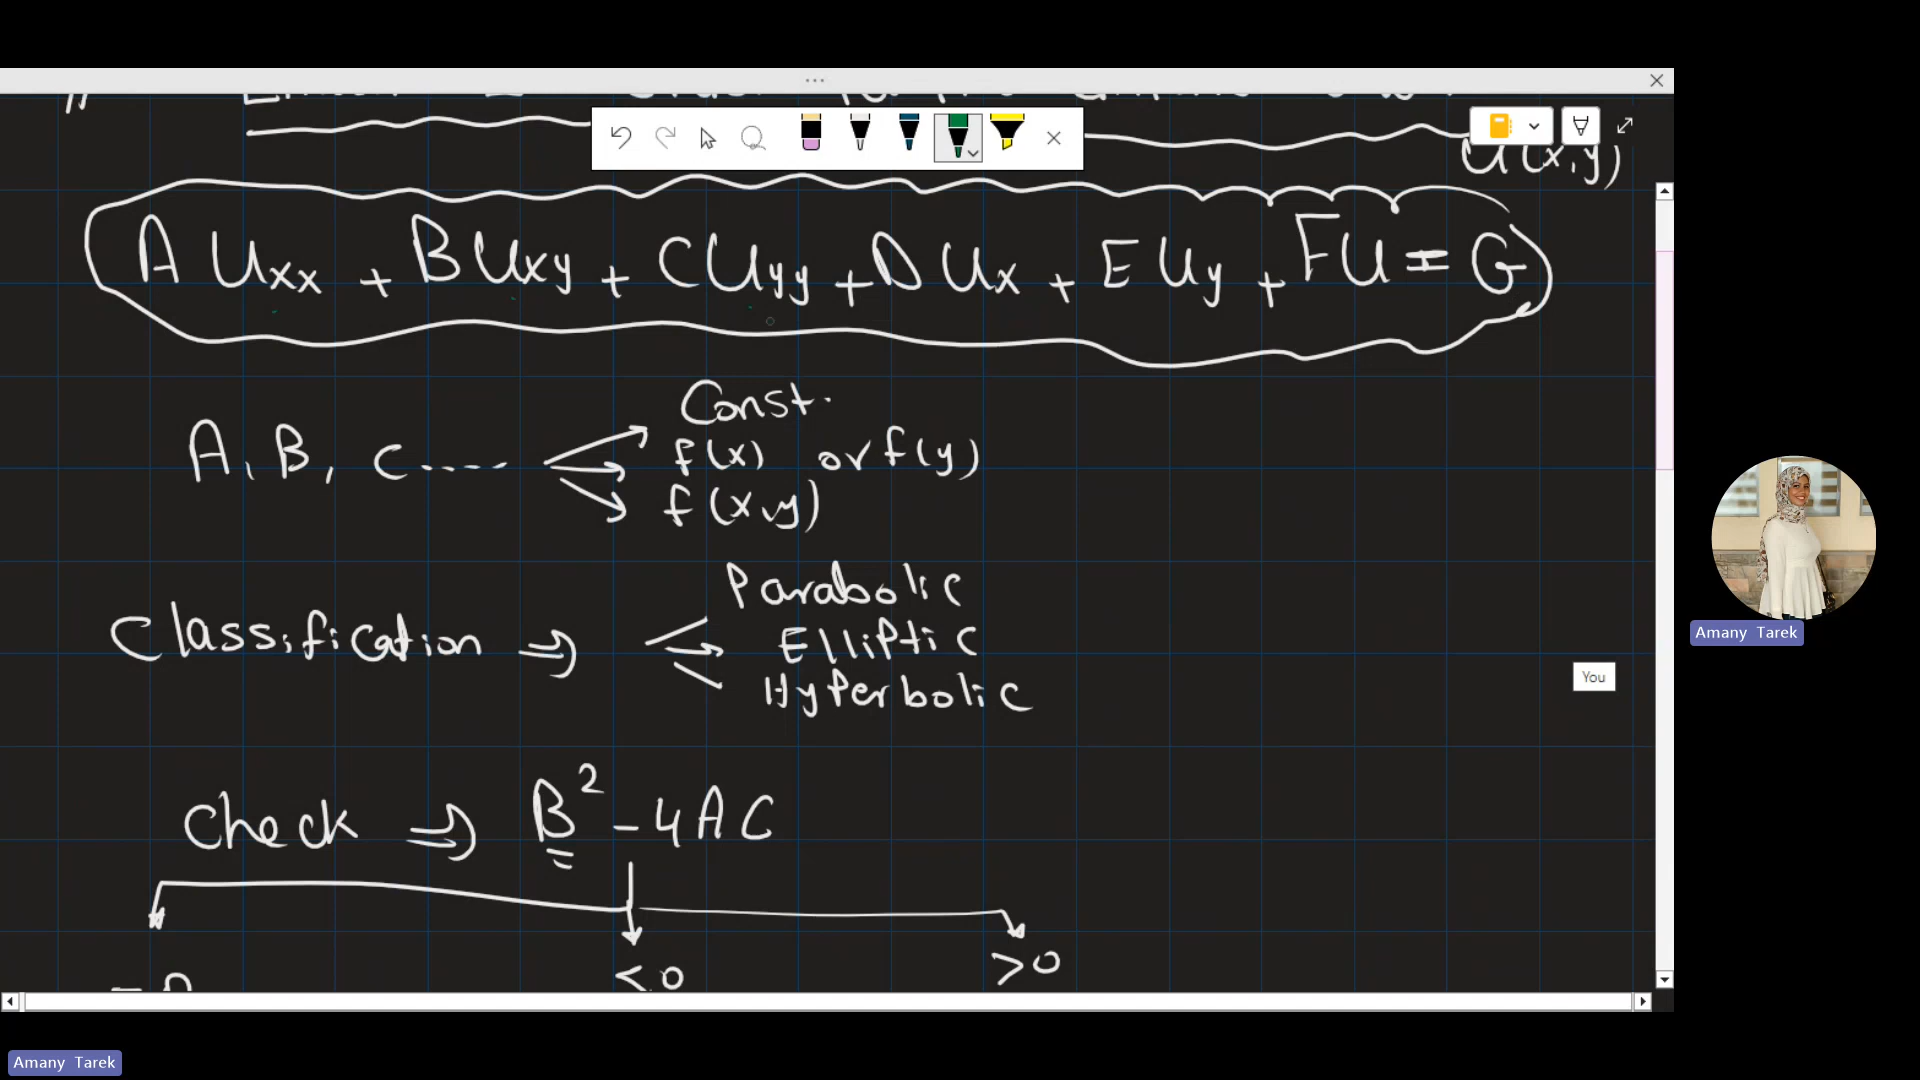 U(x,y)
A Uxx + B Uxy + C Uyy + D Ux + E Uy + F U = G
A, B, C ---- Const.
f(x) or f(y)
f(x,y)
Classification ⇒ Parabolic
Elliptic
Hyperbolic
Check ⇒ B² - 4AC
= 0 < 0 > 0
You
Amany Tarek
Amany Tarek